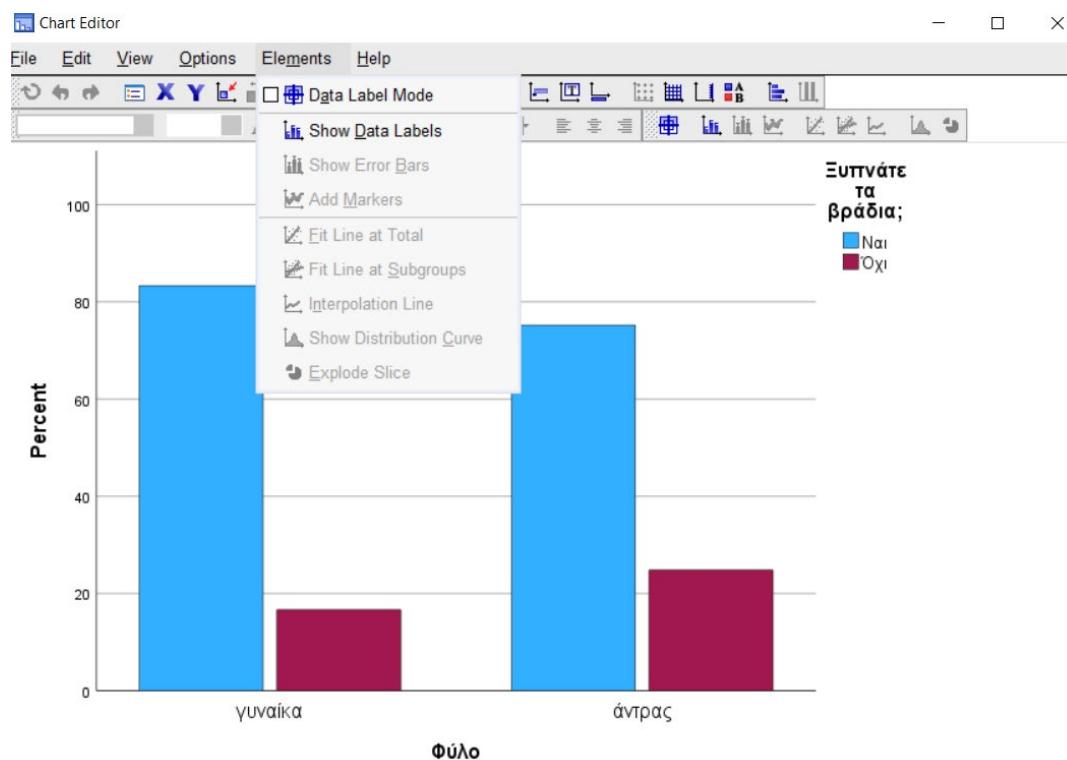 Chart Editor
File Edit View Options Elements Help
Data Label Mode
Show Data Labels
Show Error Bars
Add Markers
Fit Line at Total
Fit Line at Subgroups
Interpolation Line
Show Distribution Curve
Explode Slice
Ξυπνάτε
τα
βράδια;
Ναι
Όχι
100
80
60
40
20
0
Percent
γυναίκα άντρας
Φύλο